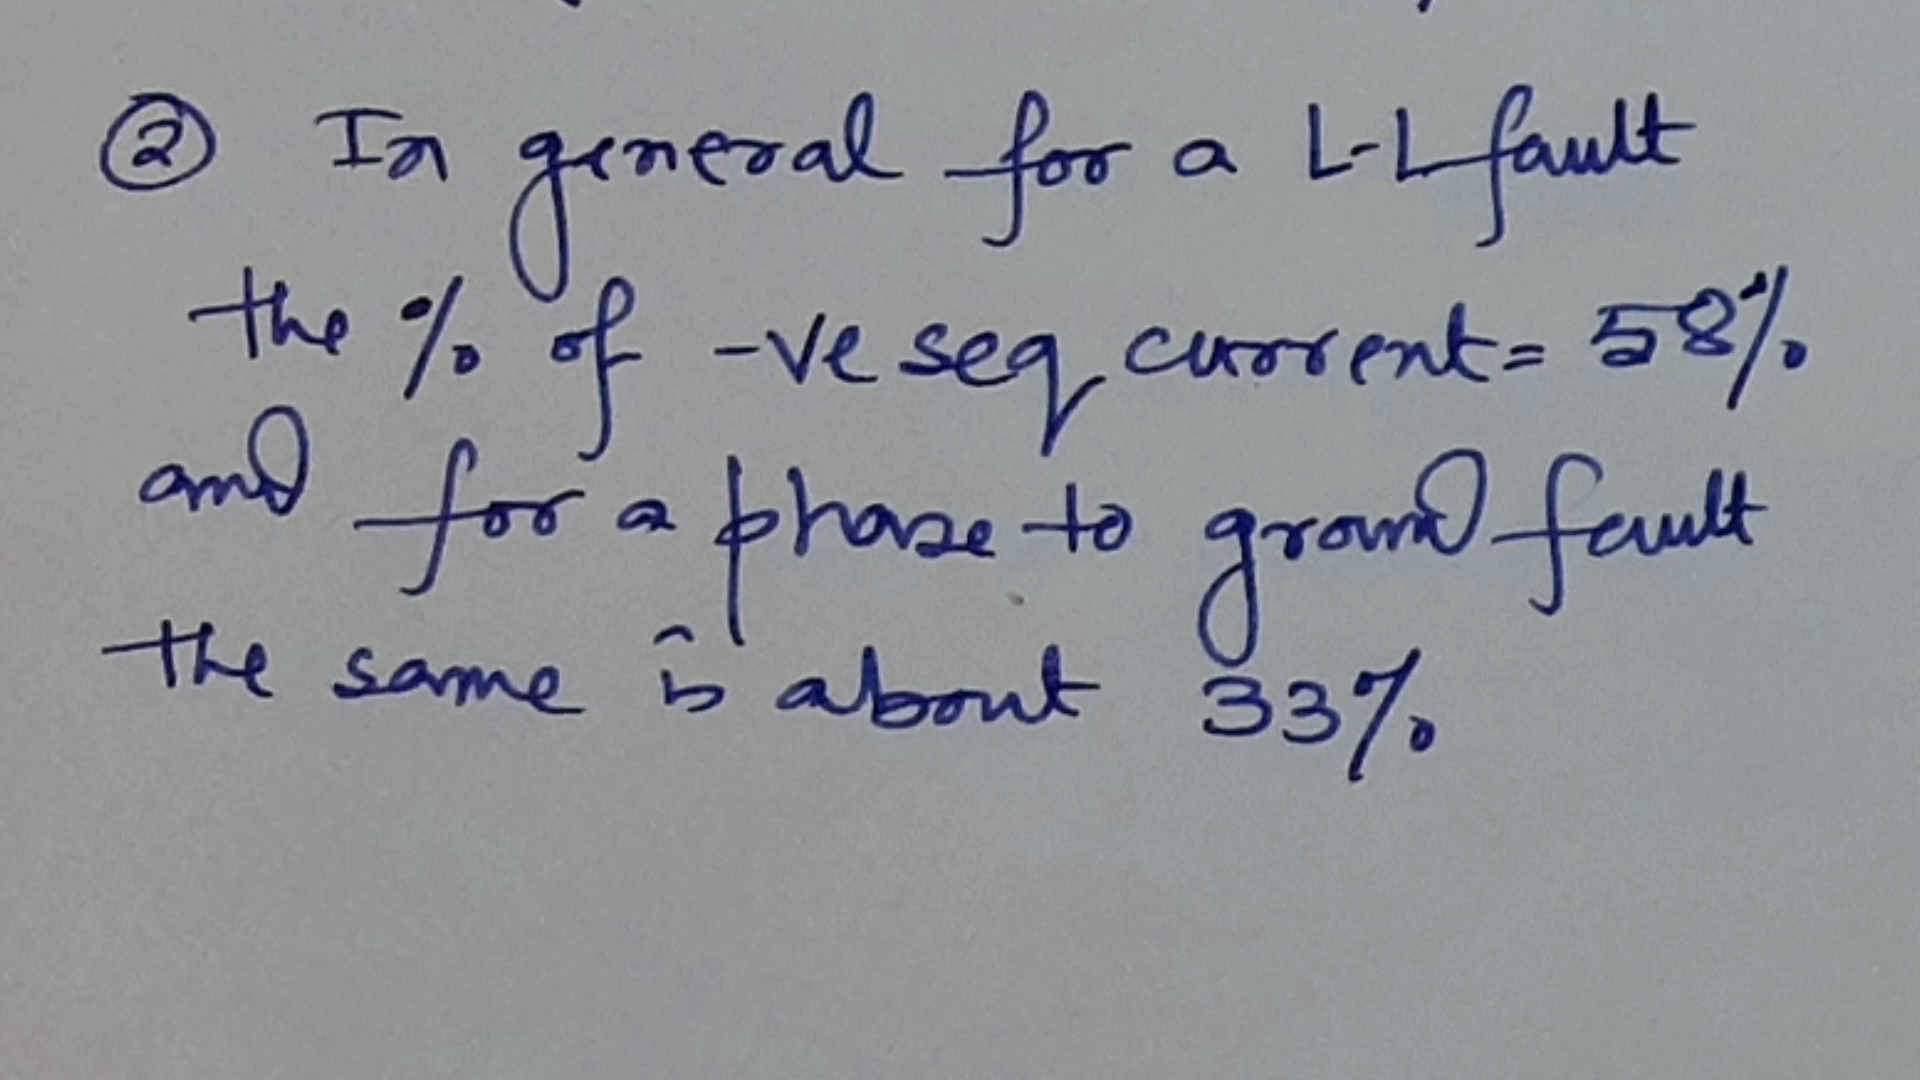 ② In general for a L-L fault
the % of -ve seq current = 58%
and for a phase to ground fault
the same is about 33%